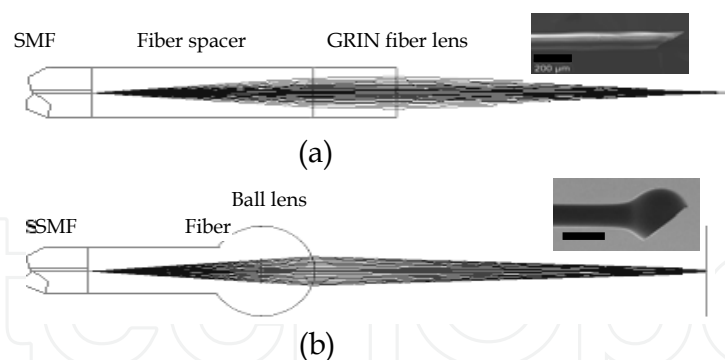 SMF Fiber spacer GRIN fiber lens
200 μm
(a)
Ball lens
SSMF Fiber
(b)